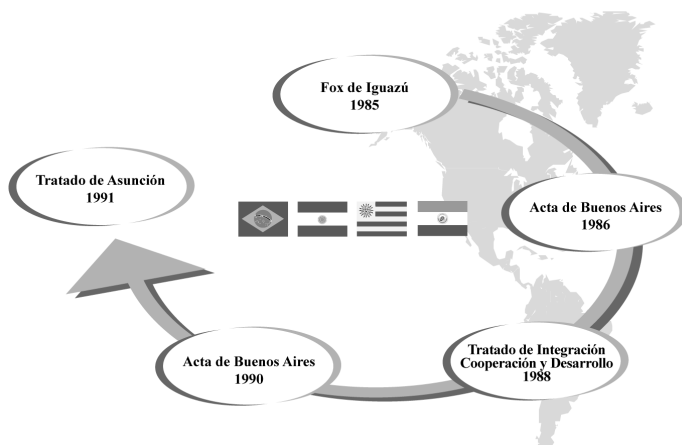 Fox de Iguazú
1985
Acta de Buenos Aires
1986
Tratado de Integración
Cooperación y Desarrollo
1988
Acta de Buenos Aires
1990
Tratado de Asunción
1991